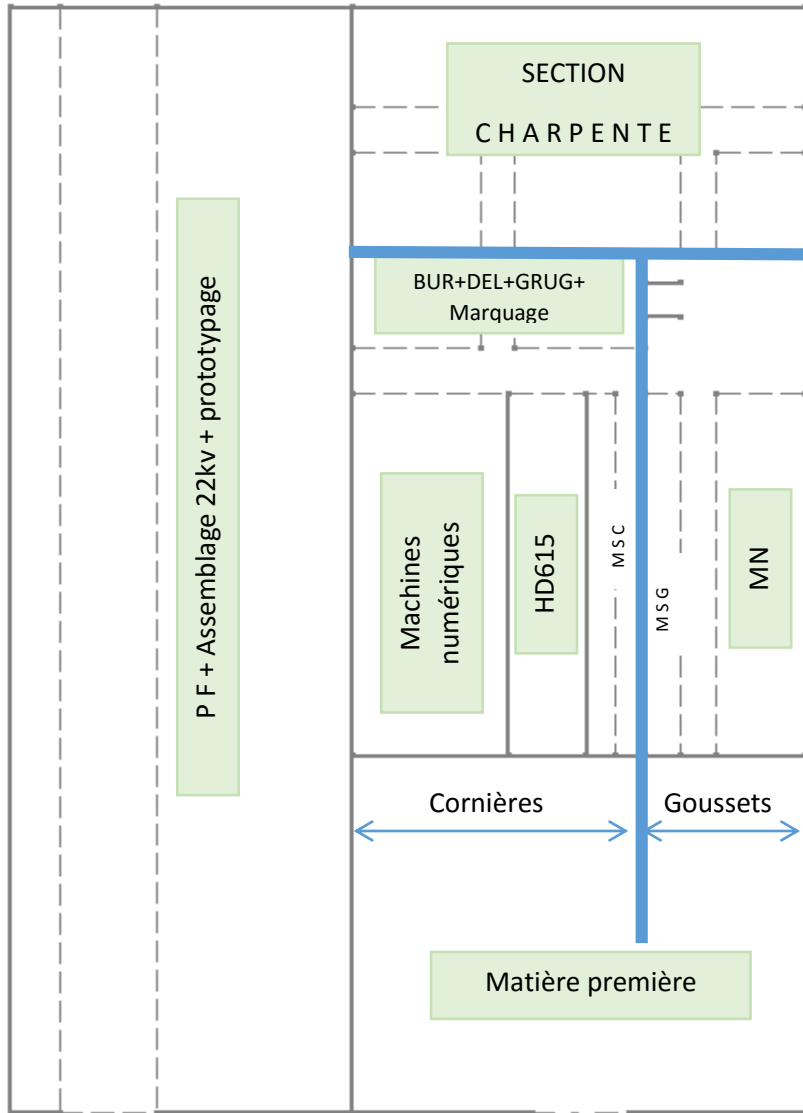 SECTION
C H A R P E N T E
BUR+DEL+GRUG+
Marquage
P F + Assemblage 22kv + prototypage
Machines
numériques
HD615
M S C
M S G
MN
Cornières
Goussets
Matière première